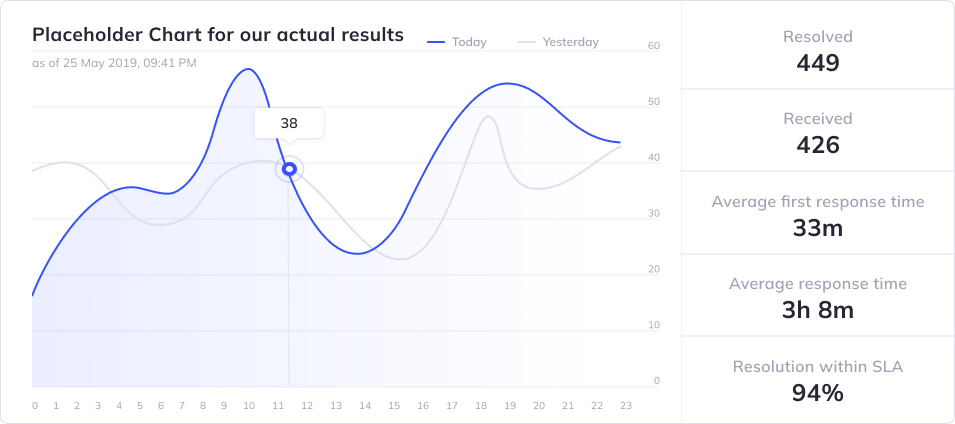 Placeholder Chart for our actual results
Today
Yesterday
as of 25 May 2019, 09:41 PM
60
50
40
30
20
10
0
38
0 1 2 3 4 5 6 7 8 9 10 11 12 13 14 15 16 17 18 19 20 21 22 23
Resolved
449
Received
426
Average first response time
33m
Average response time
3h 8m
Resolution within SLA
94%